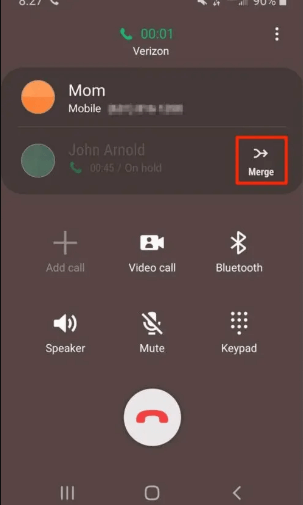 8:27
90%
00:01
Verizon
Mom
Mobile
John Arnold
00:45 / On hold
Merge
Add call
Video call
Bluetooth
Speaker
Mute
Keypad